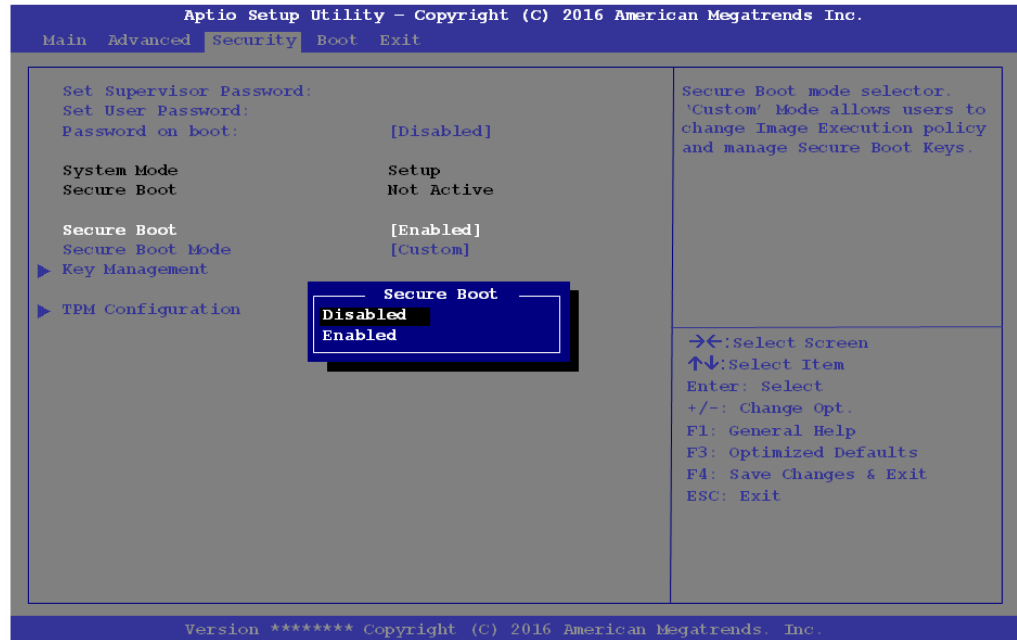 Aptio Setup Utility – Copyright (C) 2016 American Megatrends Inc.
Main Advanced Security Boot Exit
Set Supervisor Password:
Set User Password:
Password on boot: [Disabled]
System Mode Setup
Secure Boot Not Active
Secure Boot [Enabled]
Secure Boot Mode [Custom]
▶ Key Management
▶ TPM Configuration
Secure Boot
Disabled
Enabled
Secure Boot mode selector.
'Custom' Mode allows users to
change Image Execution policy
and manage Secure Boot Keys.
→←:Select Screen
↑↓:Select Item
Enter: Select
+/-: Change Opt.
F1: General Help
F3: Optimized Defaults
F4: Save Changes & Exit
ESC: Exit
Version ******** Copyright (C) 2016 American Megatrends. Inc.